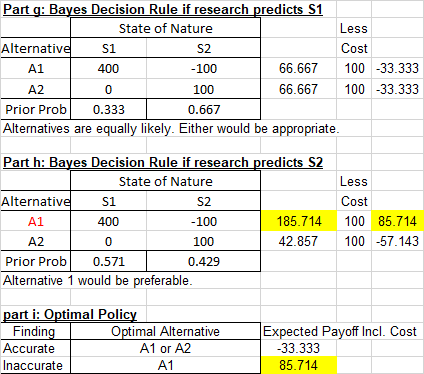 Part g: Bayes Decision Rule if research predicts S1
State of Nature Less
Alternative S1 S2 Cost
A1 400 -100 66.667 100 -33.333
A2 0 100 66.667 100 -33.333
Prior Prob 0.333 0.667
Alternatives are equally likely. Either would be appropriate.
Part h: Bayes Decision Rule if research predicts S2
State of Nature Less
Alternative S1 S2 Cost
A1 400 -100 185.714 100 85.714
A2 0 100 42.857 100 -57.143
Prior Prob 0.571 0.429
Alternative 1 would be preferable.
part i: Optimal Policy
Finding Optimal Alternative Expected Payoff Incl. Cost
Accurate A1 or A2 -33.333
Inaccurate A1 85.714